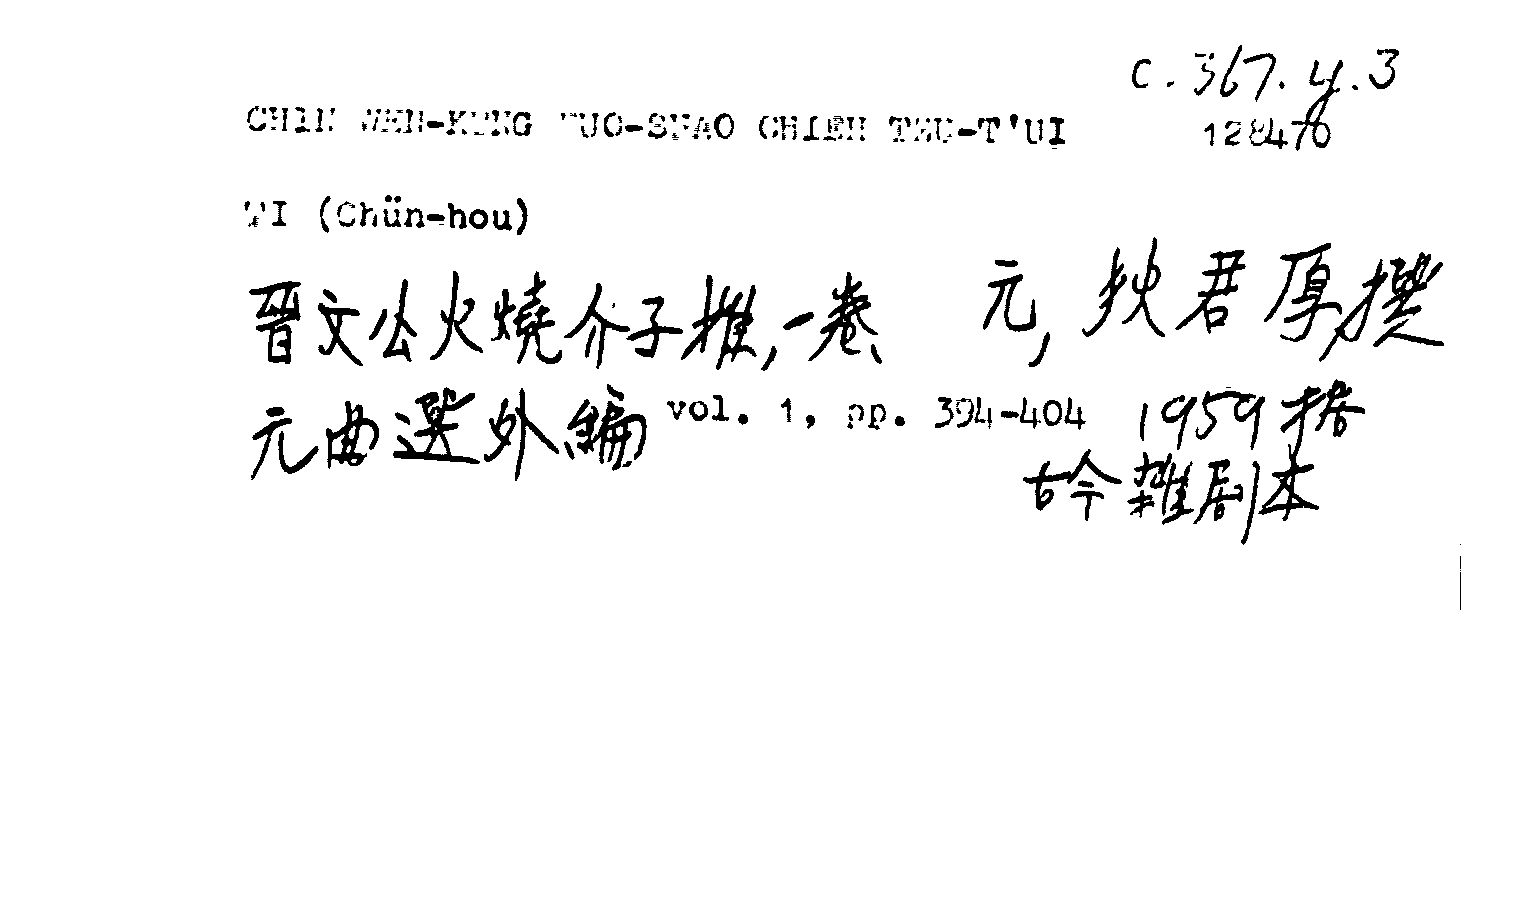 C.367.y.3
CHIN WEN-KUNG HUO-SHAO CHIEH TZU-T'UI 128470
TI (Chün-hou)
晉文公火燒介子推,一卷、 元,狄君厚撰
元曲選外編 vol. 1, pp. 394-404 1959 据
古今雜剧本